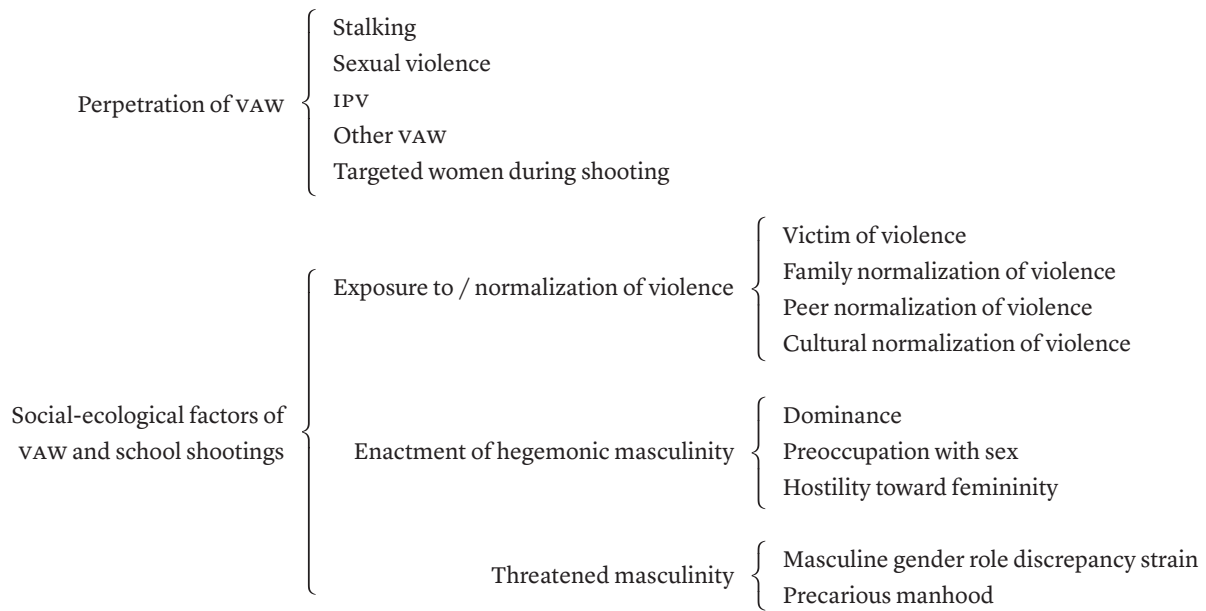 Perpetration of VAW
Stalking
Sexual violence
IPV
Other VAW
Targeted women during shooting
Social-ecological factors of
VAW and school shootings
Exposure to / normalization of violence
Victim of violence
Family normalization of violence
Peer normalization of violence
Cultural normalization of violence
Enactment of hegemonic masculinity
Dominance
Preoccupation with sex
Hostility toward femininity
Threatened masculinity
Masculine gender role discrepancy strain
Precarious manhood